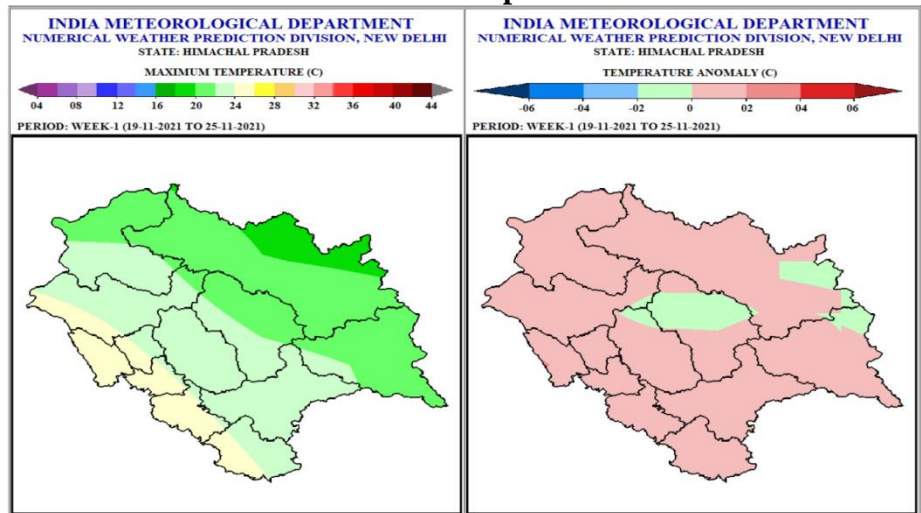 INDIA METEOROLOGICAL DEPARTMENT
NUMERICAL WEATHER PREDICTION DIVISION, NEW DELHI
STATE: HIMACHAL PRADESH
MAXIMUM TEMPERATURE (C)
04 08 12 16 20 24 28 32 36 40 44
PERIOD: WEEK-1 (19-11-2021 TO 25-11-2021)
INDIA METEOROLOGICAL DEPARTMENT
NUMERICAL WEATHER PREDICTION DIVISION, NEW DELHI
STATE: HIMACHAL PRADESH
TEMPERATURE ANOMALY (C)
-06 -04 -02 0 02 04 06
PERIOD: WEEK-1 (19-11-2021 TO 25-11-2021)